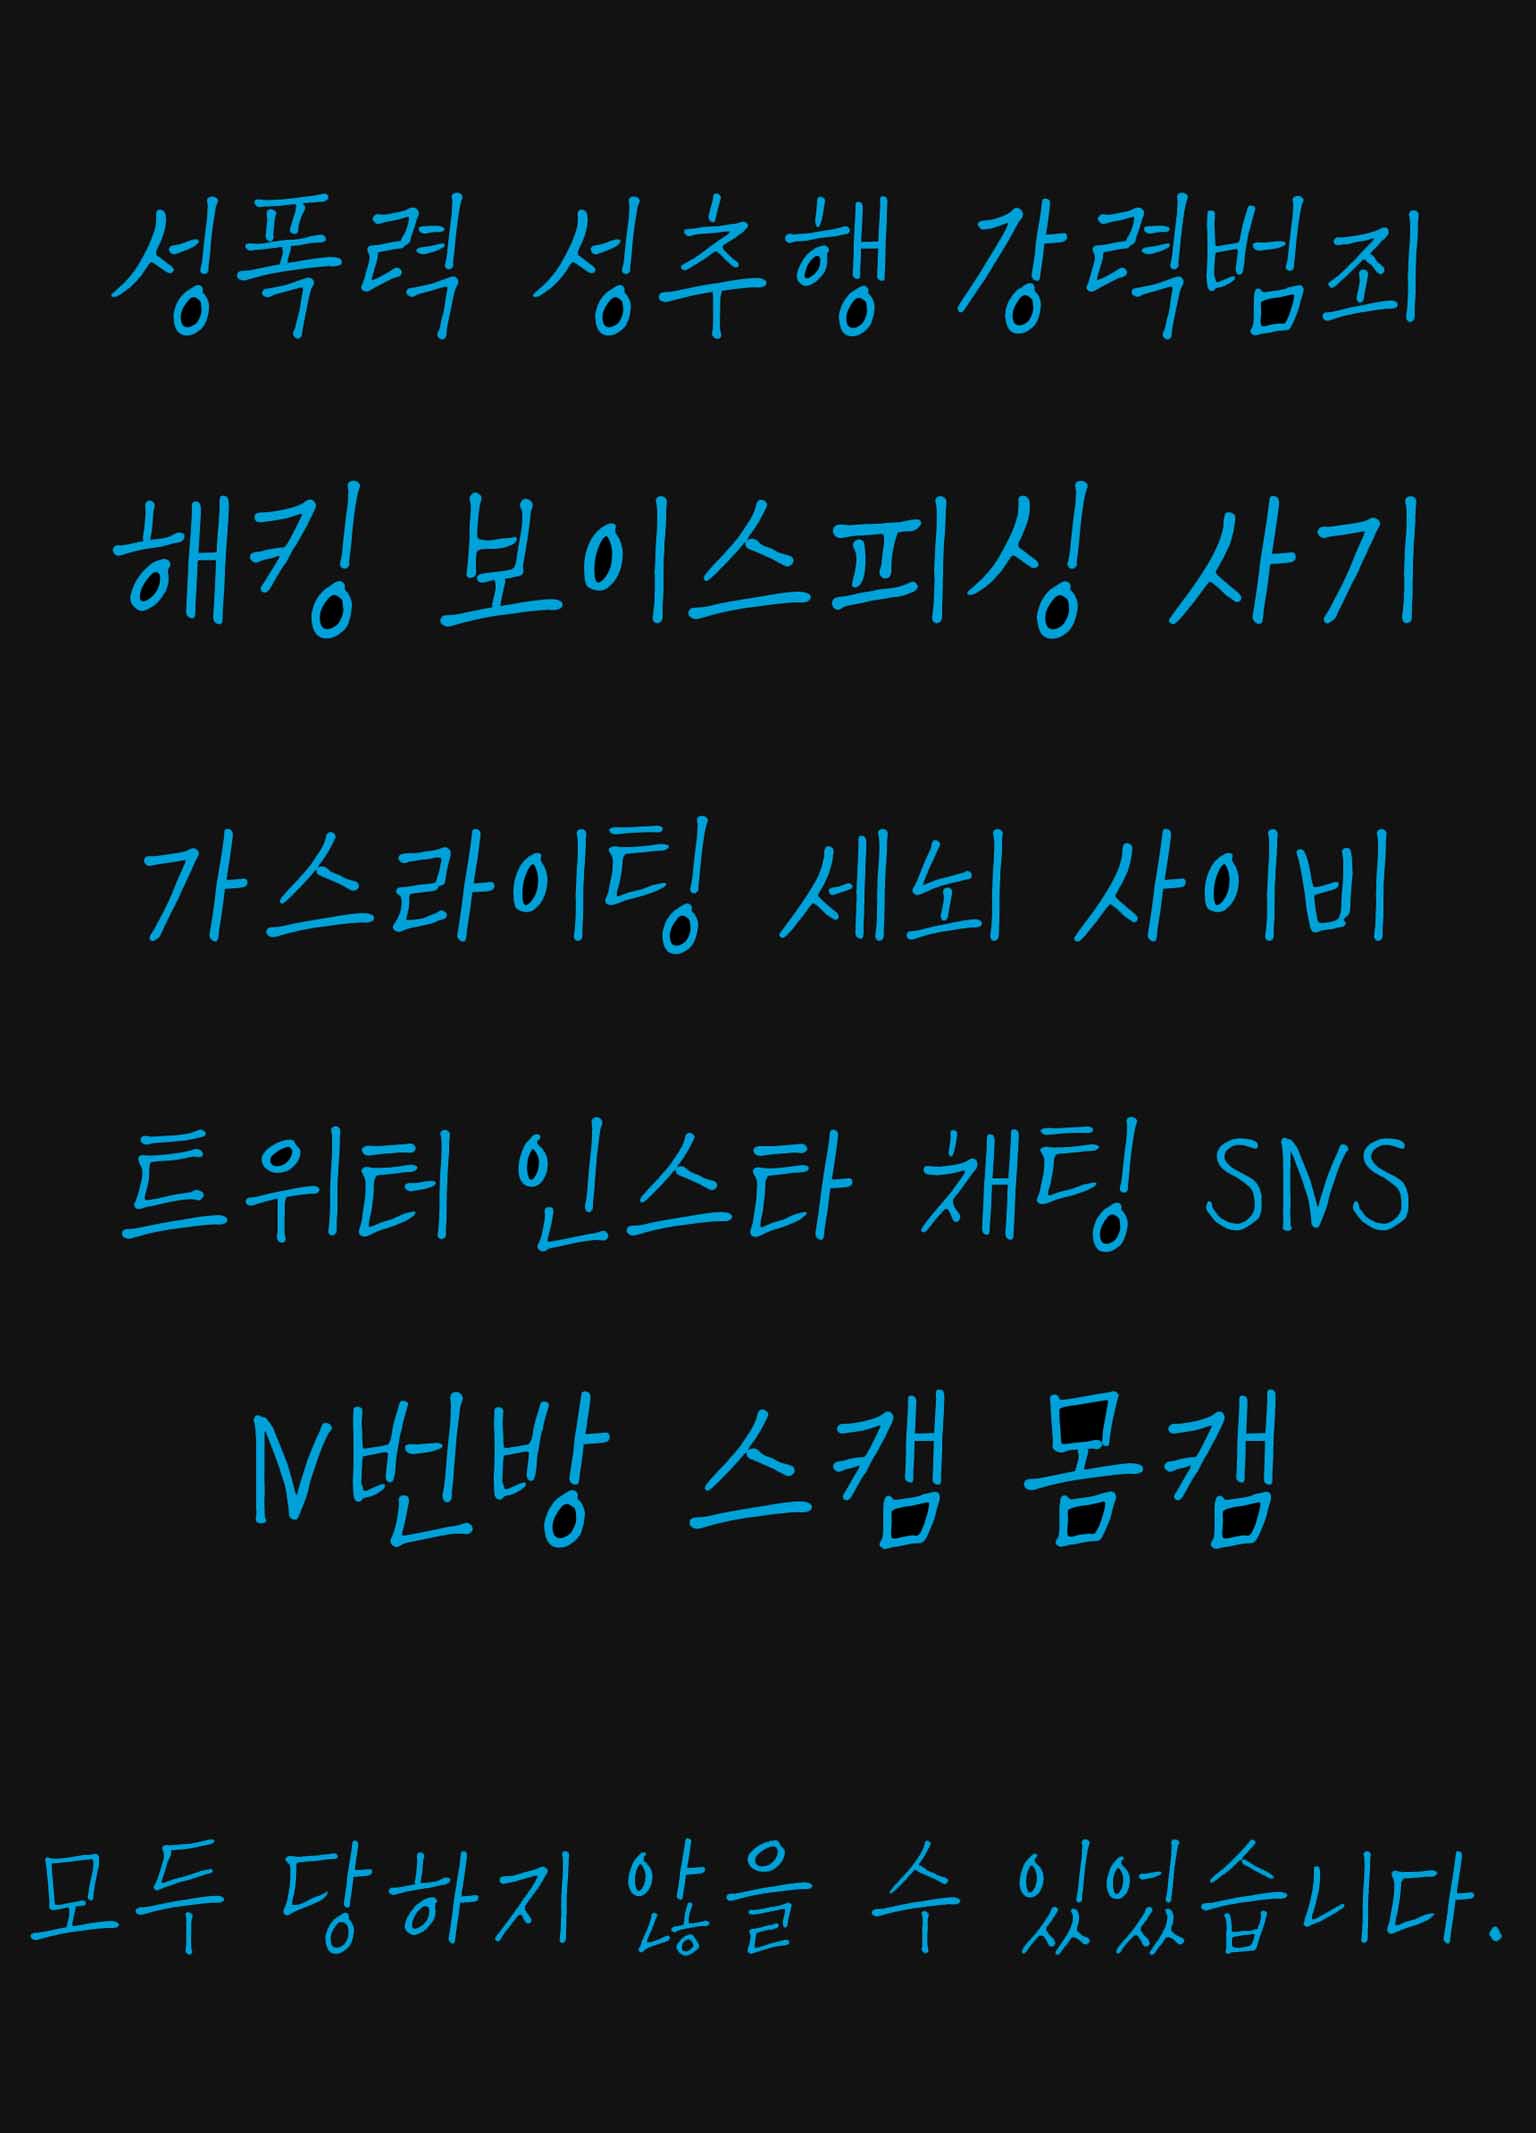 성폭력 성추행 강력범죄
해킹 보이스피싱 사기
가스라이팅 세뇌 사이비
트위터 인스타 채팅 SNS
N번방 스캠 몸캠
모두 당하지 않을 수 있었습니다.